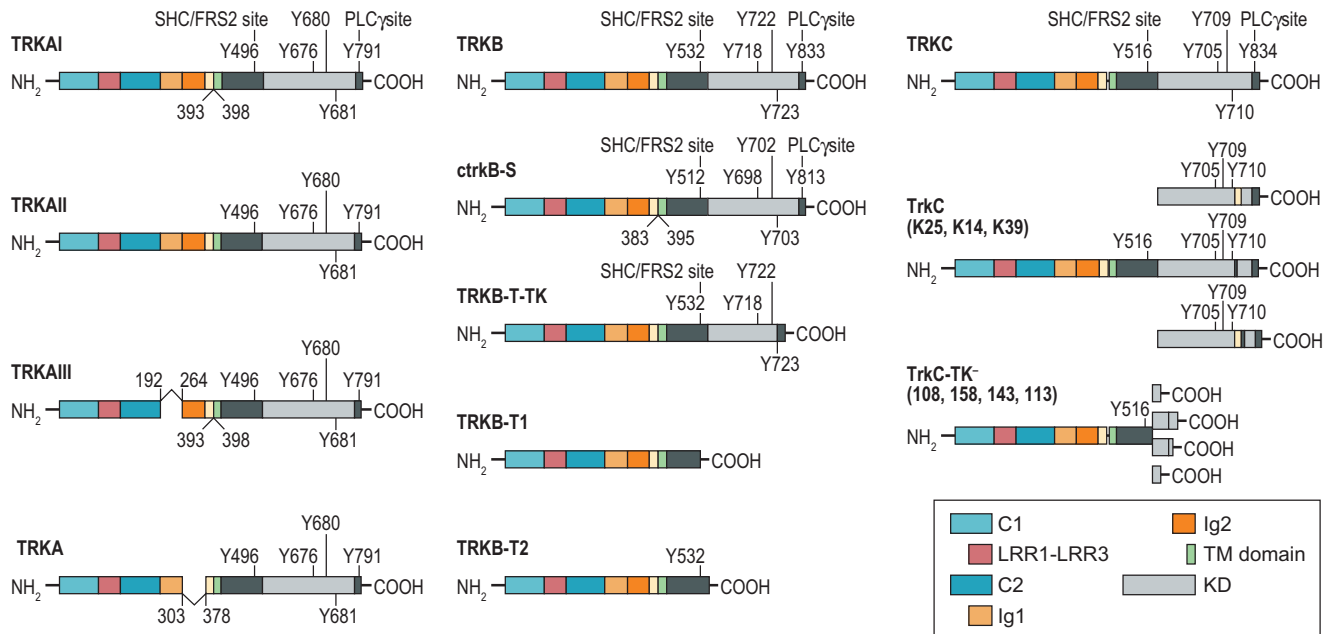 SHC/FRS2 site Y680 PLCγsite
TRKAI Y496 Y676 Y791
NH2 COOH
393 398 Y681
Y680
TRKAII Y496 Y676 Y791
NH2 COOH
Y681
Y680
TRKAIII 192 264 Y496 Y676 Y791
NH2 COOH
393 398 Y681
Y680
TRKA Y496 Y676 Y791
NH2 COOH
303 378 Y681
SHC/FRS2 site Y722 PLCγsite
TRKB Y532 Y718 Y833
NH2 COOH
Y723
SHC/FRS2 site Y702 PLCγsite
ctrkB-S Y512 Y698 Y813
NH2 COOH
383 395 Y703
SHC/FRS2 site Y722
TRKB-T-TK Y532 Y718
NH2 COOH
Y723
TRKB-T1
NH2 COOH
TRKB-T2 Y532
NH2 COOH
SHC/FRS2 site Y709 PLCγsite
TRKC Y516 Y705 Y834
NH2 COOH
Y710
Y709
Y705 Y710
COOH
TrkC
(K25, K14, K39)
Y709
Y516 Y705 Y710
NH2 COOH
Y709
Y705 Y710
COOH
TrkC-TK−
(108, 158, 143, 113)
Y516
COOH
COOH
NH2
COOH
COOH
C1 Ig2
LRR1-LRR3 TM domain
C2 KD
Ig1